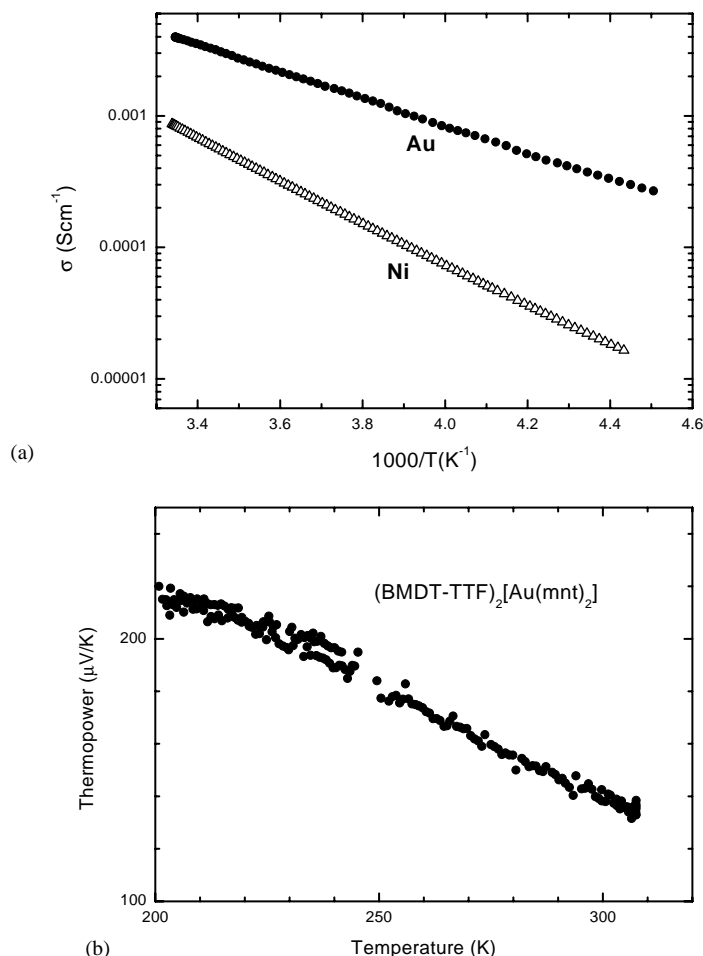 0.001
0.0001
0.00001
σ (Scm⁻¹)
Au
Ni
3.4 3.6 3.8 4.0 4.2 4.4 4.6
1000/T(K⁻¹)
(a)
(BMDT-TTF)₂[Au(mnt)₂]
200
100
Thermopower (μV/K)
200 250 300
Temperature (K)
(b)